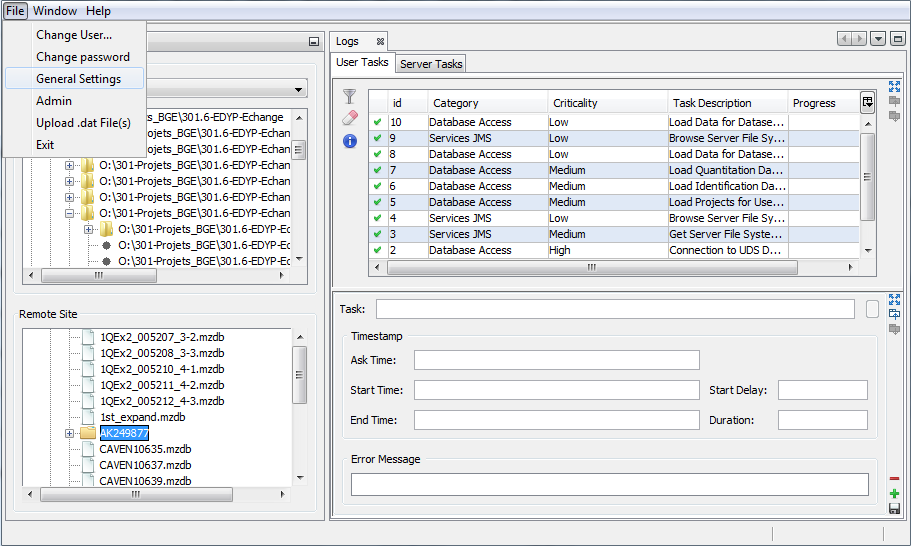 File Window Help
Change User...
Change password
General Settings
Admin
Upload .dat File(s)
Exit
ts_BGE\301.6-EDYP-Echange
ojets_BGE\301.6-EDYP-Echan
ojets_BGE\301.6-EDYP-Echan
O:\301-Projets_BGE\301.6-EDYP-Echan
O:\301-Projets_BGE\301.6-EDYP-Echan
O:\301-Projets_BGE\301.6-EDYP-Echan
O:\301-Projets_BGE\301.6-EDYP-Echan
O:\301-Projets_BGE\301.6-EDYP-Ec
O:\301-Projets_BGE\301.6-EDYP-Ec
O:\301-Projets_BGE\301.6-EDYP-Ec
Remote Site
1QEx2_005207_3-2.mzdb
1QEx2_005208_3-3.mzdb
1QEx2_005210_4-1.mzdb
1QEx2_005211_4-2.mzdb
1QEx2_005212_4-3.mzdb
1st_expand.mzdb
AK249877
CAVEN10635.mzdb
CAVEN10637.mzdb
CAVEN10639.mzdb
Logs
User Tasks Server Tasks
id Category Criticality Task Description Progress
10 Database Access Low Load Data for Datase...
9 Services JMS Low Browse Server File Sy...
8 Database Access Low Load Data for Datase...
7 Database Access Medium Load Quantitation Da...
6 Database Access Medium Load Identification Da...
5 Database Access Medium Load Projects for Use...
4 Services JMS Low Browse Server File Sy...
3 Services JMS Medium Get Server File Syste...
2 Database Access High Connection to UDS D...
Task:
Timestamp
Ask Time:
Start Time: Start Delay:
End Time: Duration:
Error Message